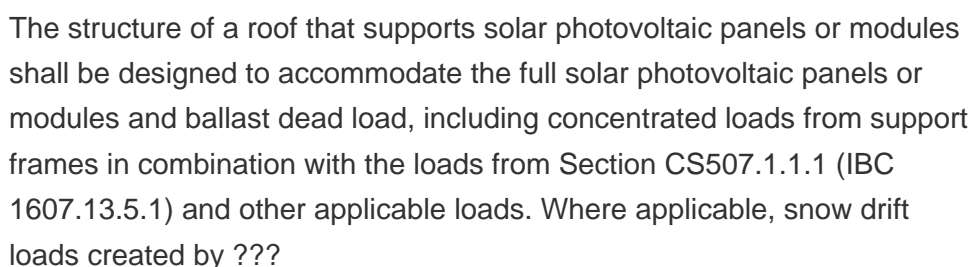 The structure of a roof that supports solar photovoltaic panels or modules
shall be designed to accommodate the full solar photovoltaic panels or
modules and ballast dead load, including concentrated loads from support
frames in combination with the loads from Section CS507.1.1.1 (IBC
1607.13.5.1) and other applicable loads. Where applicable, snow drift
loads created by ???